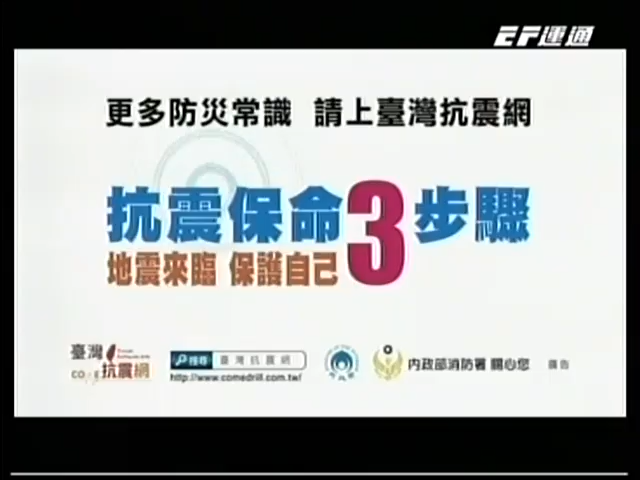 EF運通
更多防災常識 請上臺灣抗震網
抗震保命3步驟
地震來臨 保護自己
臺灣
抗震網
搜尋 臺灣抗震網
http://www.comedrill.com.tw/
內政部消防署 關心您 廣告